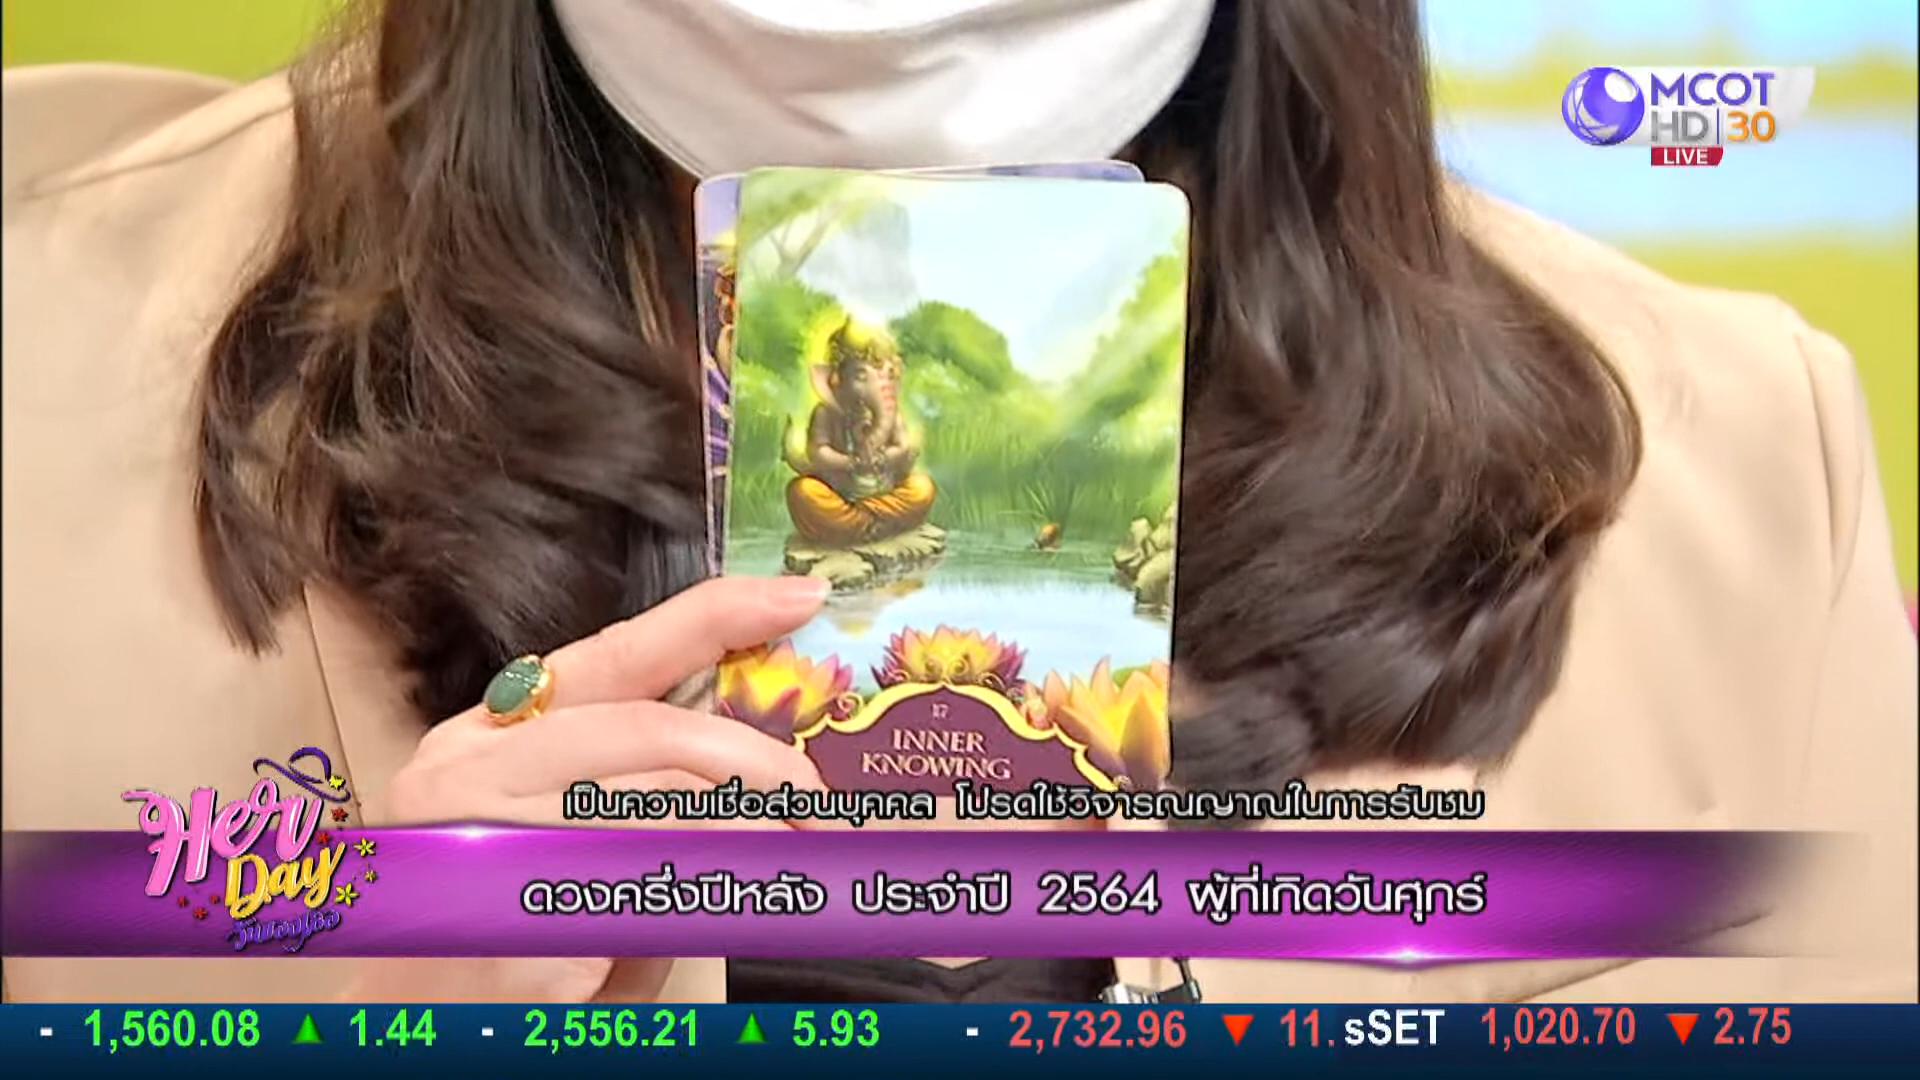 MCOT
HD 30
LIVE
17
INNER
KNOWING
เป็นความเชื่อส่วนบุคคล โปรดใช้วิจารณญาณในการรับชม
Her
Day
วันของเธอ
ดวงครึ่งปีหลัง ประจำปี 2564 ผู้ที่เกิดวันศุกร์
- 1,560.08 ▲ 1.44 - 2,556.21 ▲ 5.93 - 2,732.96 ▼ 11. sSET 1,020.70 ▼ 2.75